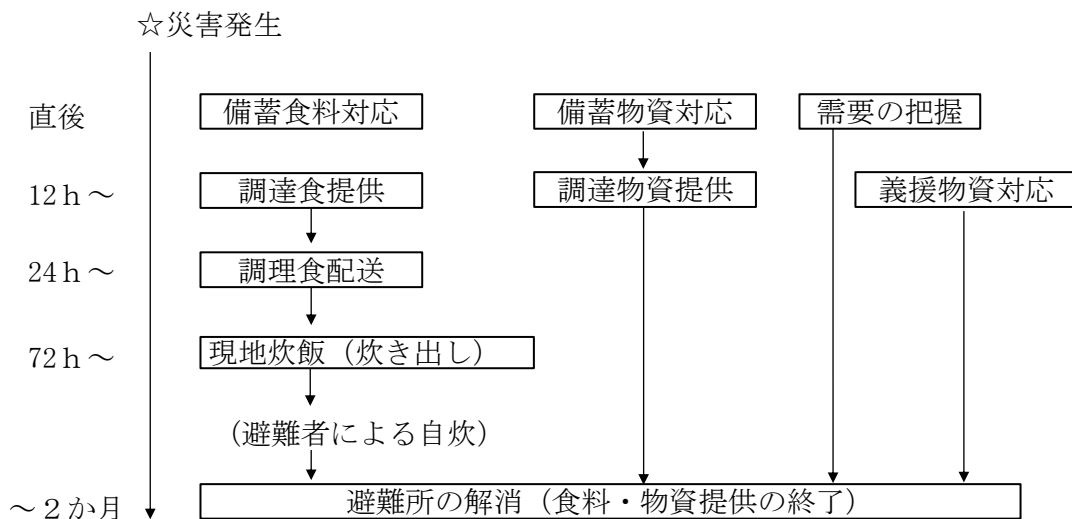 ☆災害発生
直後 備蓄食料対応 備蓄物資対応 需要の把握
12h～ 調達食提供 調達物資提供 義援物資対応
24h～ 調理食配送
72h～ 現地炊飯（炊き出し）
（避難者による自炊）
～２か月 避難所の解消（食料・物資提供の終了）